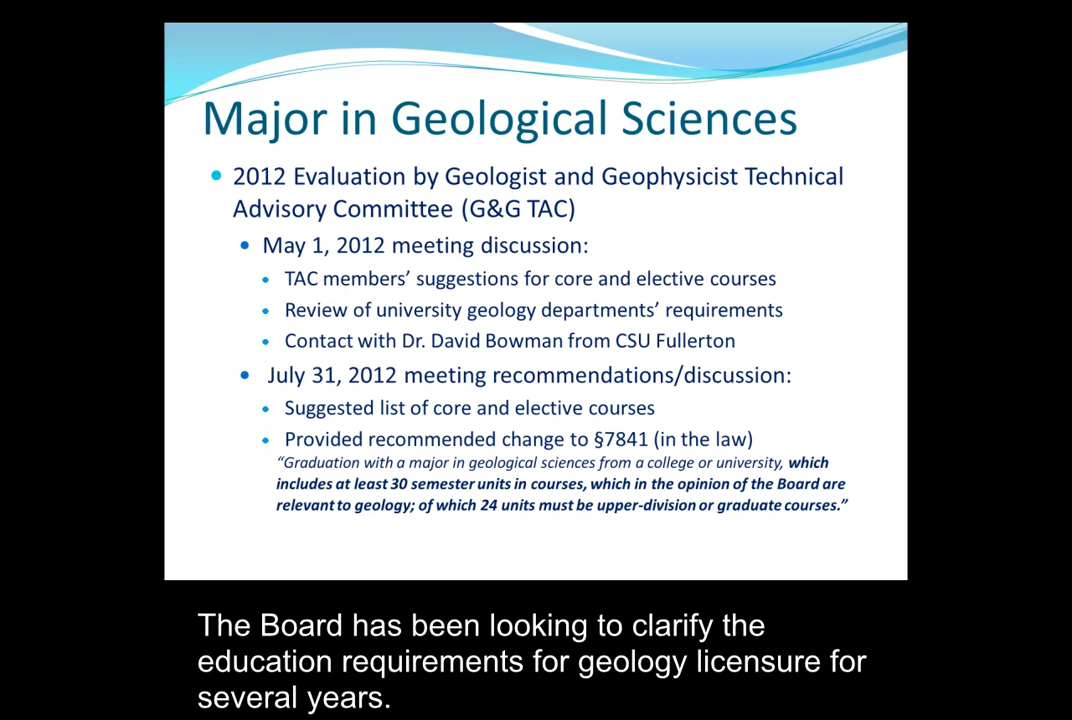 Major in Geological Sciences
• 2012 Evaluation by Geologist and Geophysicist Technical
Advisory Committee (G&G TAC)
• May 1, 2012 meeting discussion:
• TAC members’ suggestions for core and elective courses
• Review of university geology departments’ requirements
• Contact with Dr. David Bowman from CSU Fullerton
• July 31, 2012 meeting recommendations/discussion:
• Suggested list of core and elective courses
• Provided recommended change to §7841 (in the law)
“Graduation with a major in geological sciences from a college or university, which
includes at least 30 semester units in courses, which in the opinion of the Board are
relevant to geology; of which 24 units must be upper-division or graduate courses.”
The Board has been looking to clarify the
education requirements for geology licensure for
several years.